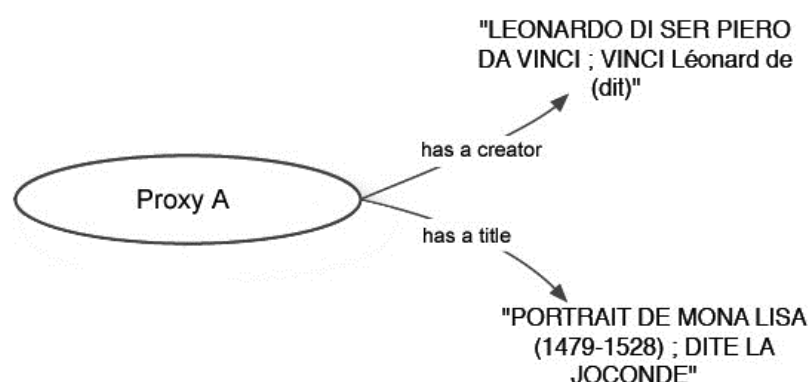 "LEONARDO DI SER PIERO
DA VINCI ; VINCI Léonard de
(dit)"
has a creator
Proxy A
has a title
"PORTRAIT DE MONA LISA
(1479-1528) ; DITE LA
JOCONDE"